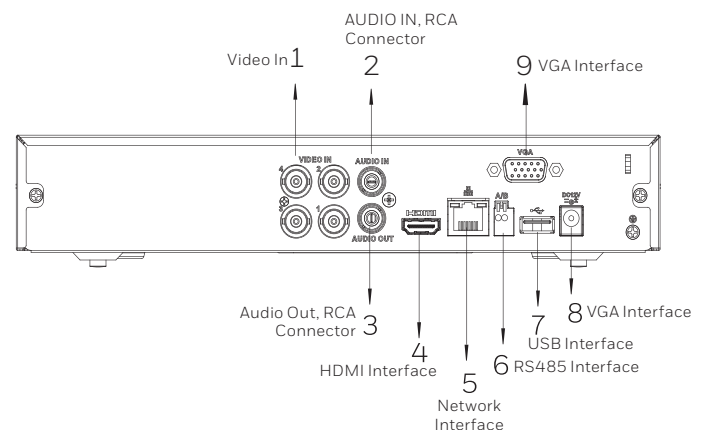 AUDIO IN, RCA
Connector
Video In 1
2
9 VGA Interface
VGA
VIDEO IN
AUDIO IN
4
2
A/B
DC12V
3
1
HDMI
AUDIO OUT
Audio Out, RCA
Connector 3
4
HDMI Interface
5
Network
Interface
6 RS485 Interface
7
USB Interface
8 VGA Interface